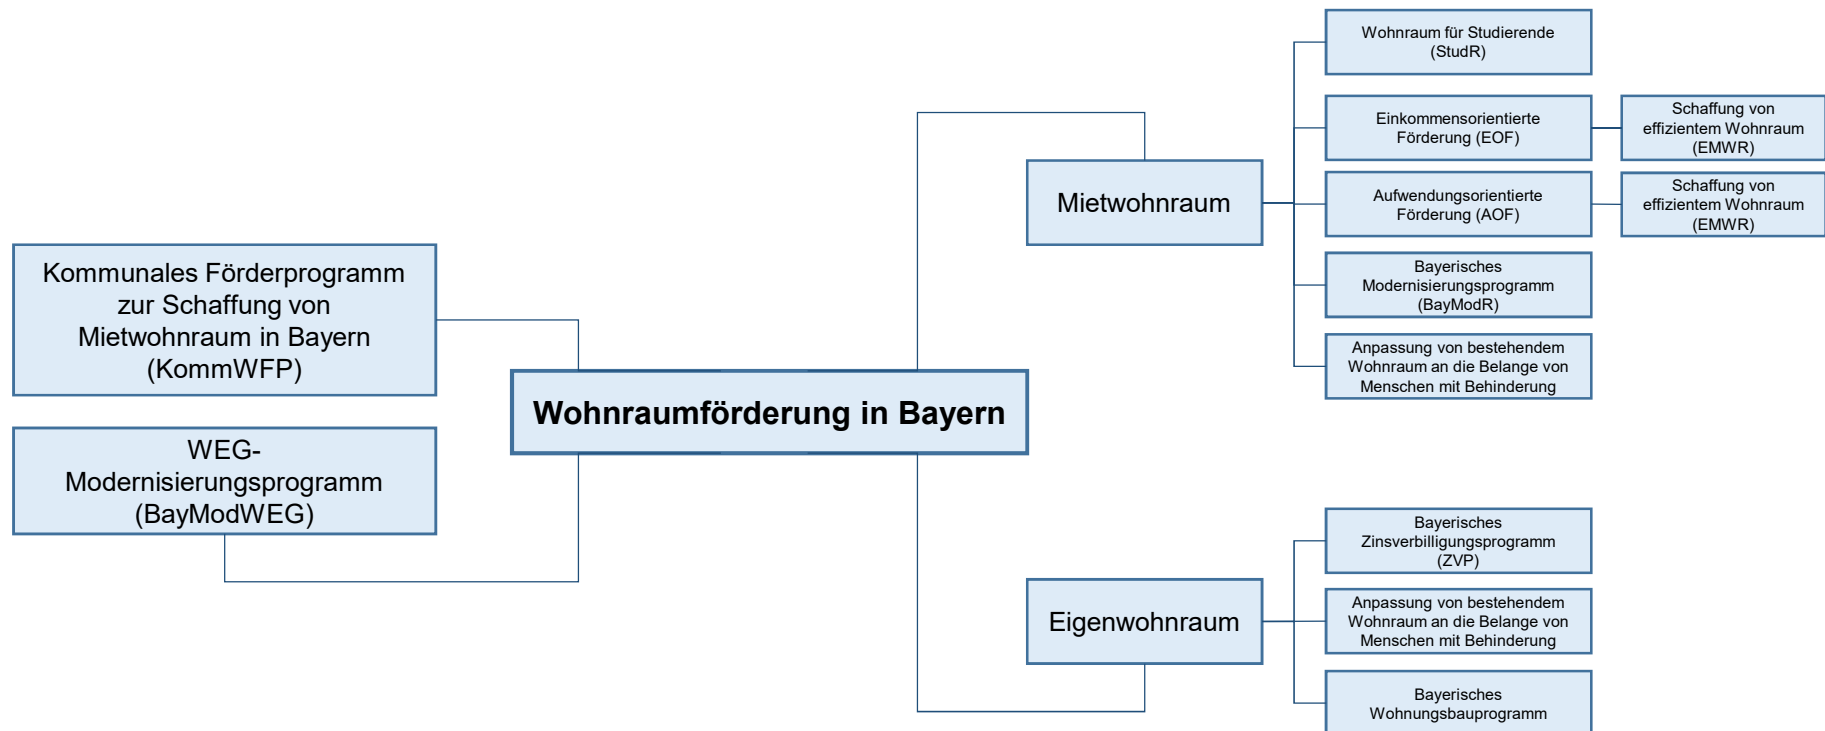 Kommunales Förderprogramm
zur Schaffung von
Mietwohnraum in Bayern
(KommWFP)
WEG-
Modernisierungsprogramm
(BayModWEG)
Wohnraumförderung in Bayern
Mietwohnraum
Wohnraum für Studierende
(StudR)
Einkommensorientierte
Förderung (EOF)
Schaffung von
effizientem Wohnraum
(EMWR)
Aufwendungsorientierte
Förderung (AOF)
Schaffung von
effizientem Wohnraum
(EMWR)
Bayerisches
Modernisierungsprogramm
(BayModR)
Anpassung von bestehendem
Wohnraum an die Belange von
Menschen mit Behinderung
Eigenwohnraum
Bayerisches
Zinsverbilligungsprogramm
(ZVP)
Anpassung von bestehendem
Wohnraum an die Belange von
Menschen mit Behinderung
Bayerisches
Wohnungsbauprogramm